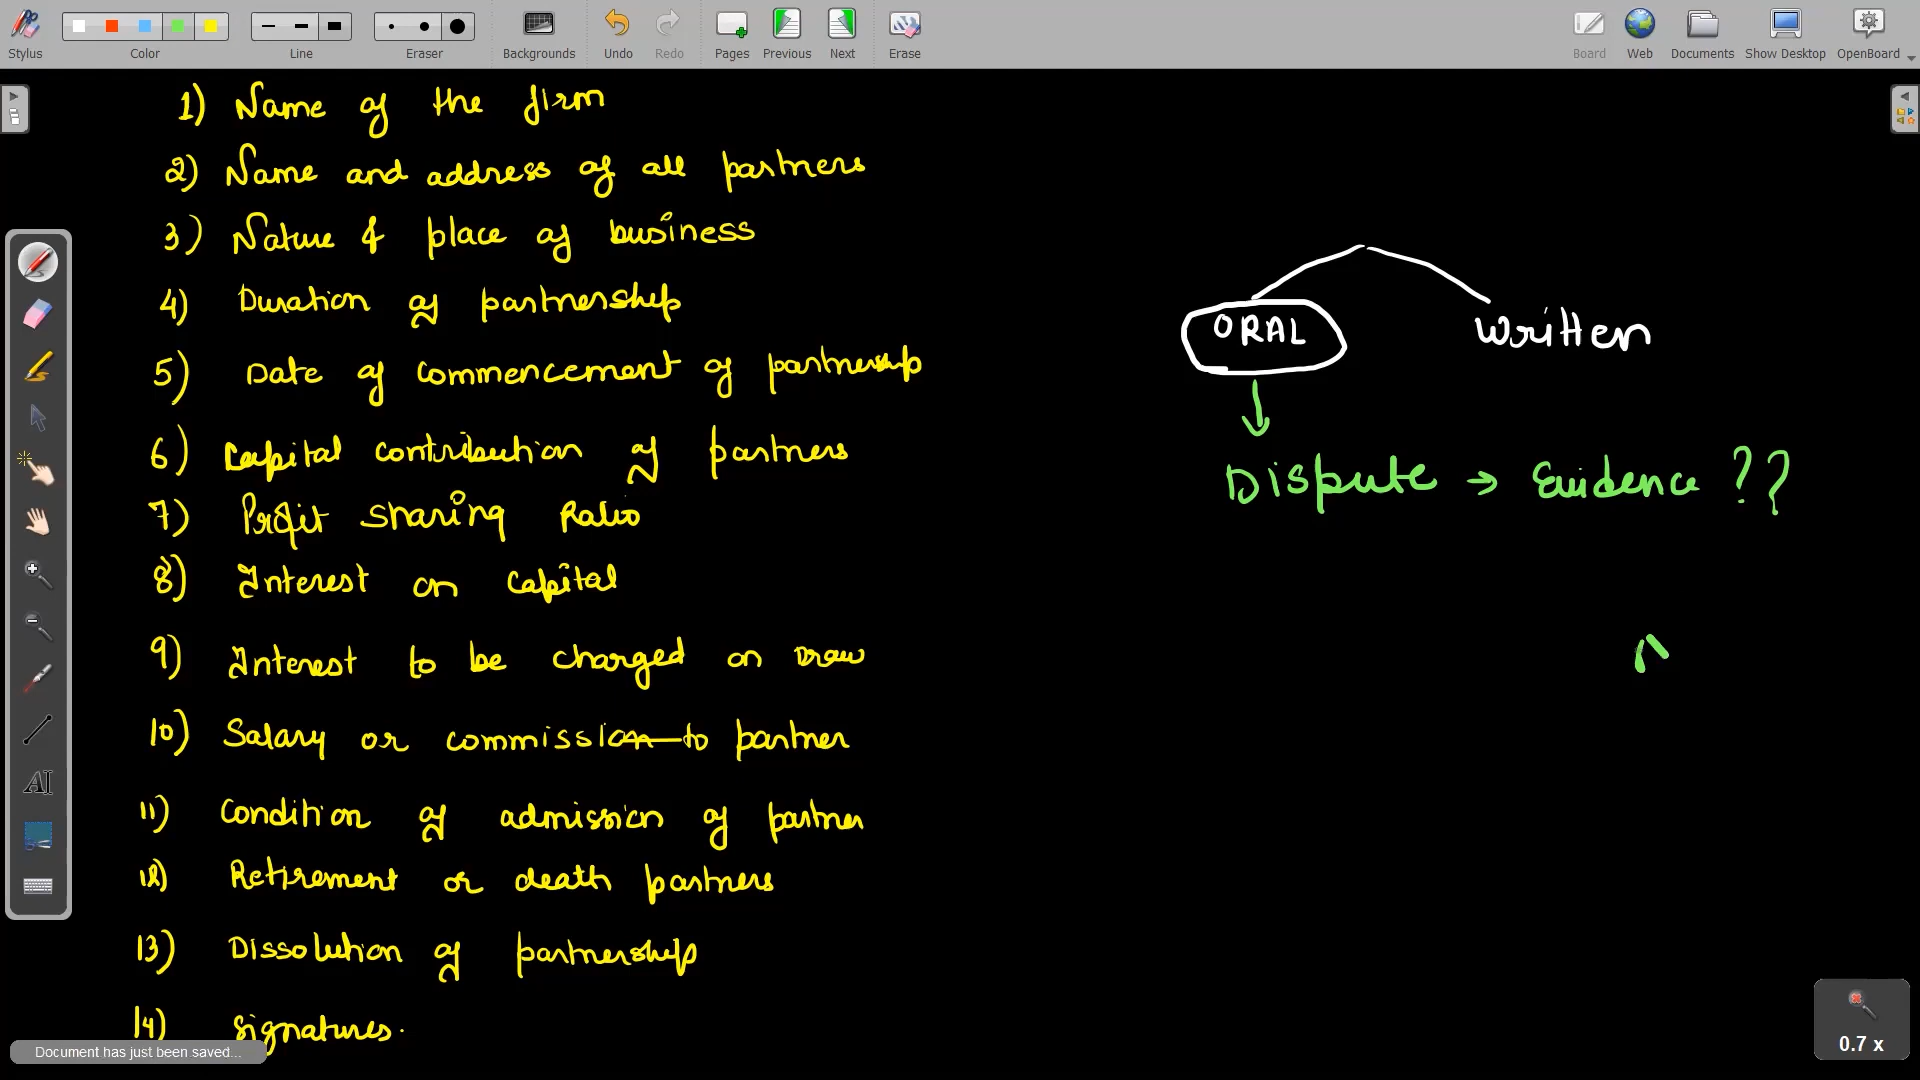 Stylus
Color
Line
Eraser
Backgrounds
Undo
Redo
Pages
Previous
Next
Erase
Board
Web
Documents
Show Desktop
OpenBoard
1) Name of the firm
2) Name and address of all partners
3) Nature & place of business
4) Duration of partnership
5) Date of commencement of partnership
6) Capital contribution of partners
7) Profit sharing Ratio
8) Interest on capital
9) Interest to be charged on Draw
10) Salary or commission to partner
11) Condition of admission of partner
12) Retirement or death partners
13) Dissolution of partnership
14) Signatures.
ORAL
Written
Dispute → Evidence ??
AI
Document has just been saved...
0.7 x